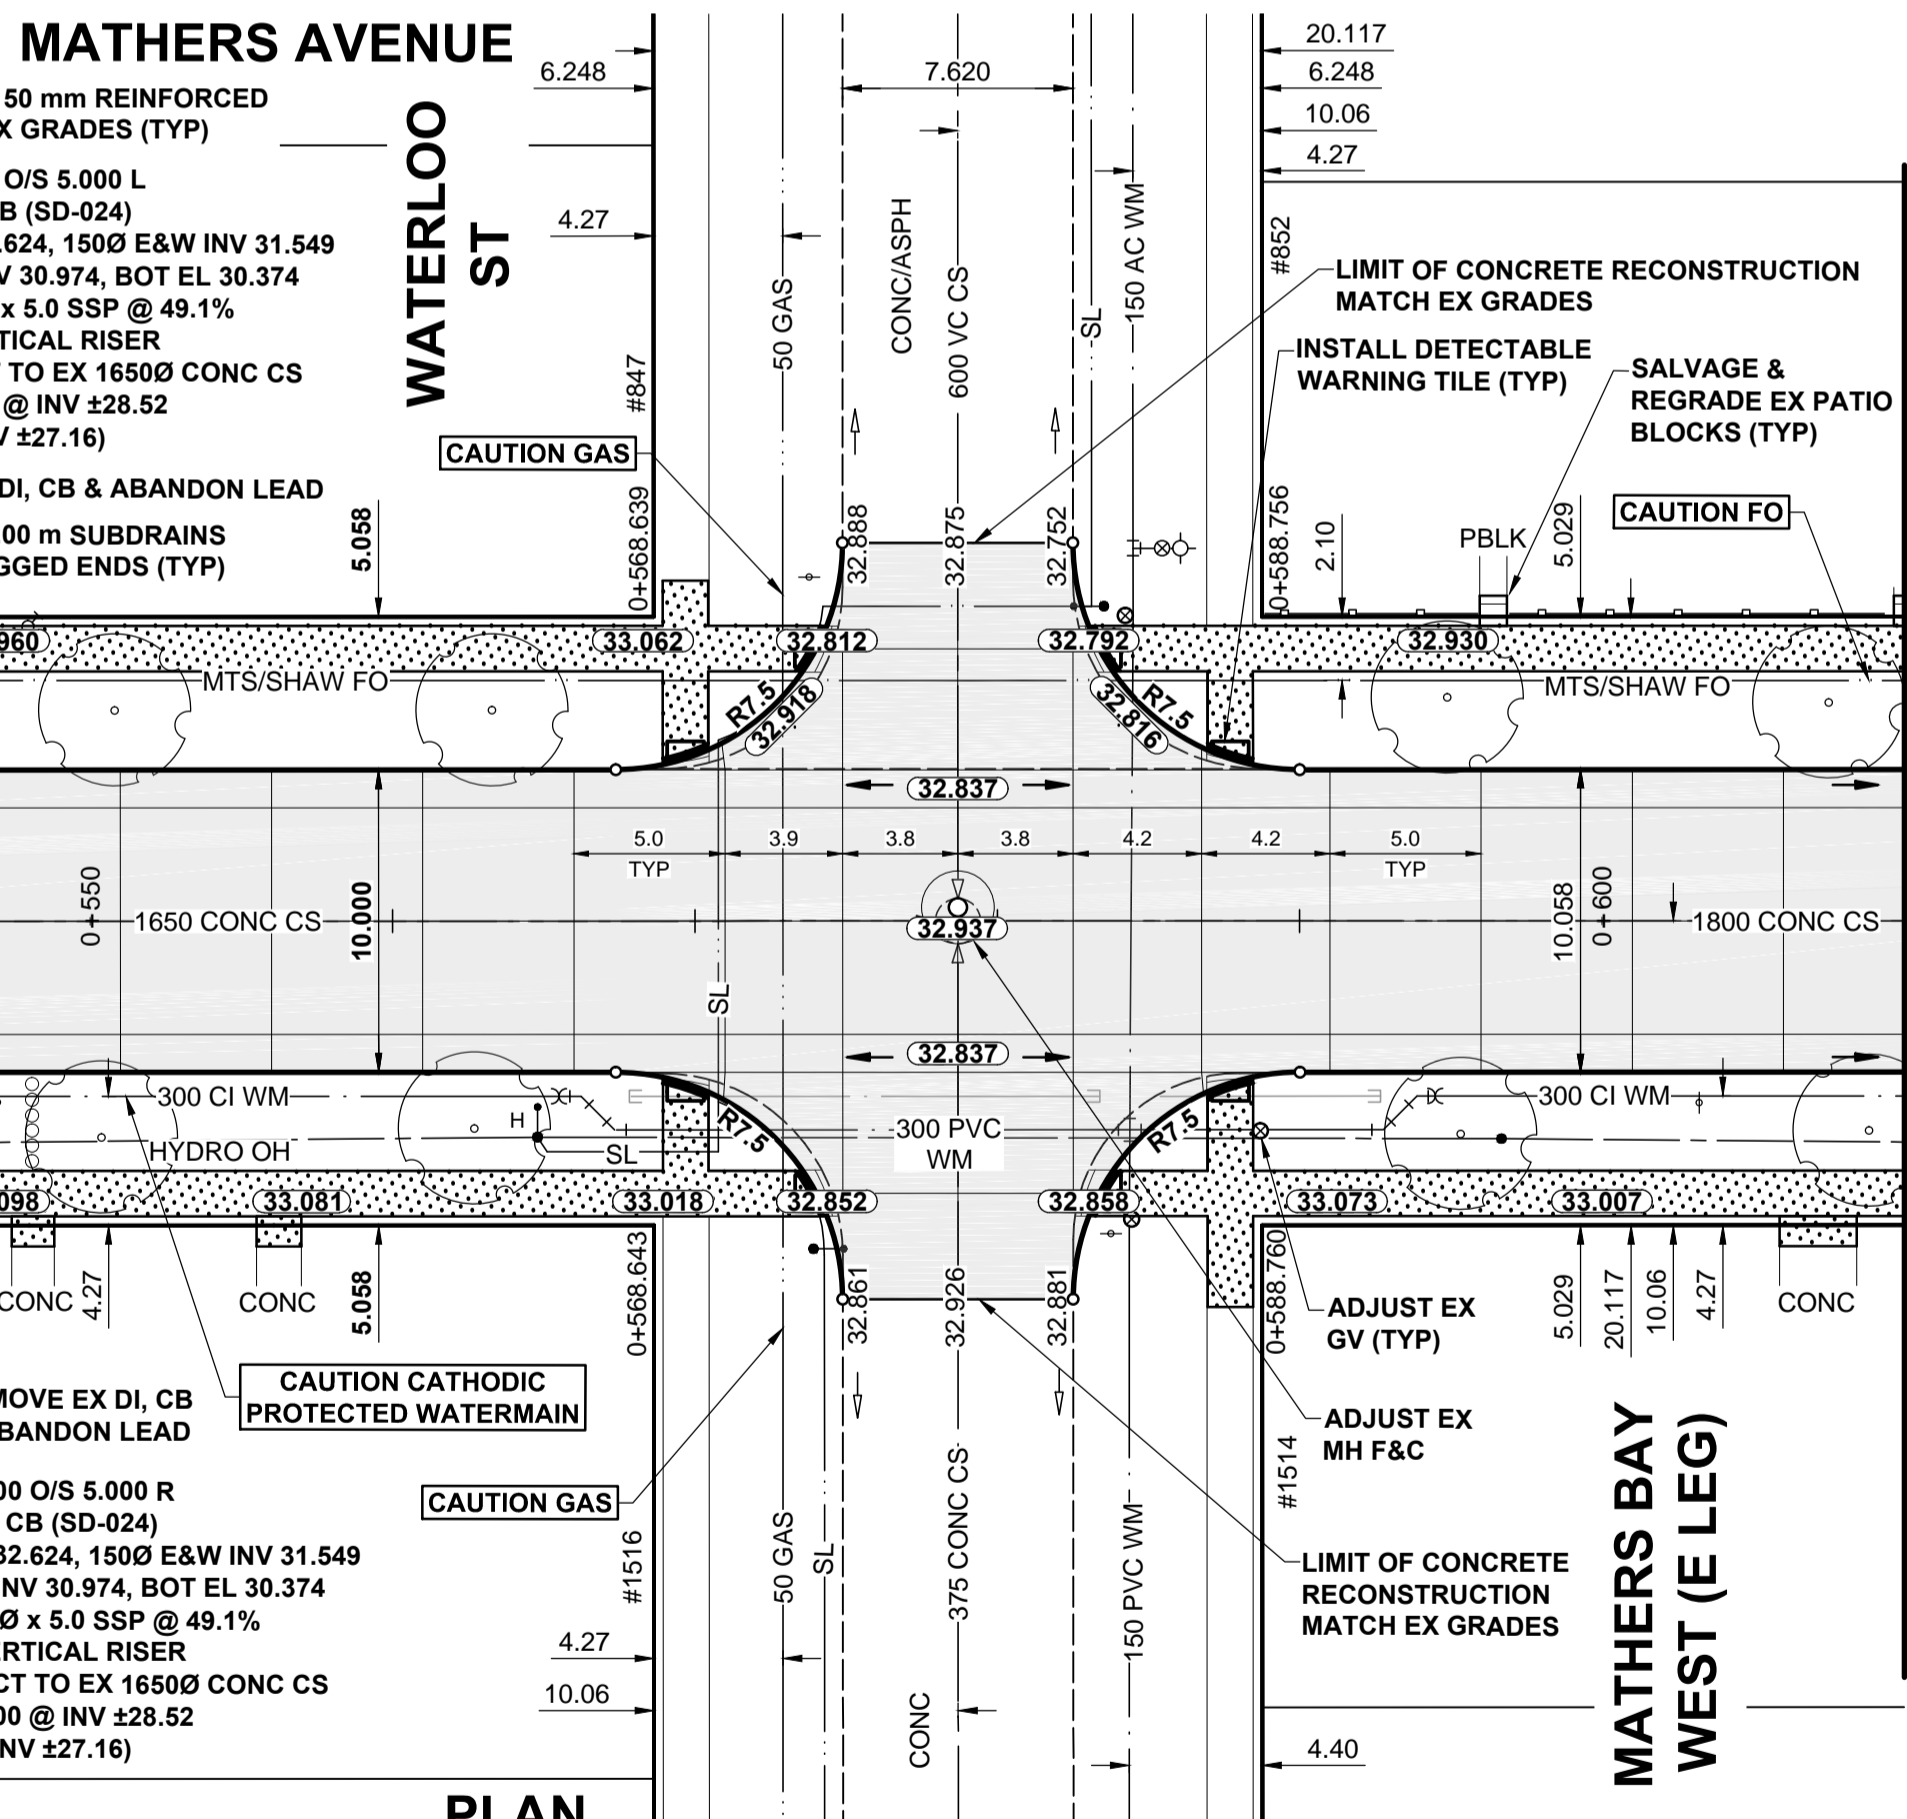 MATHERS AVENUE
50 mm REINFORCED
X GRADES (TYP)
O/S 5.000 L
B (SD-024)
.624, 150Ø E&W INV 31.549
V 30.974, BOT EL 30.374
x 5.0 SSP @ 49.1%
TICAL RISER
T TO EX 1650Ø CONC CS
@ INV ±28.52
V ±27.16)
DI, CB & ABANDON LEAD
00 m SUBDRAINS
GGED ENDS (TYP)
WATERLOO
ST
6.248
4.27
7.620
20.117
6.248
10.06
4.27
#847
50 GAS
CONC/ASPH
600 VC CS
SL
150 AC WM
#852
LIMIT OF CONCRETE RECONSTRUCTION
MATCH EX GRADES
INSTALL DETECTABLE
WARNING TILE (TYP)
SALVAGE &
REGRADE EX PATIO
BLOCKS (TYP)
CAUTION GAS
CAUTION FO
5.058
0+568.639
32.888
32.875
32.752
0+588.756
2.10
PBLK
5.029
960
33.062
32.812
32.792
32.930
MTS/SHAW FO
R7.5
32.918
32.816
R7.5
MTS/SHAW FO
32.837
5.0
TYP
3.9
3.8
3.8
4.2
4.2
5.0
TYP
0+550
1650 CONC CS
10.000
32.937
10.058
0+600
1800 CONC CS
SL
32.837
300 CI WM
H
HYDRO OH
SL
R7.5
300 PVC
WM
R7.5
300 CI WM
098
33.081
33.018
32.852
32.858
33.073
33.007
CONC
4.27
CONC
5.058
0+568.643
32.861
32.926
32.881
0+588.760
ADJUST EX
GV (TYP)
5.029
20.117
10.06
4.27
CONC
CAUTION CATHODIC
PROTECTED WATERMAIN
MOVE EX DI, CB
BANDON LEAD
00 O/S 5.000 R
CB (SD-024)
32.624, 150Ø E&W INV 31.549
INV 30.974, BOT EL 30.374
Ø x 5.0 SSP @ 49.1%
ERTICAL RISER
CT TO EX 1650Ø CONC CS
00 @ INV ±28.52
INV ±27.16)
CAUTION GAS
#1516
4.27
10.06
50 GAS
SL
375 CONC CS
CONC
150 PVC WM
#1514
ADJUST EX
MH F&C
LIMIT OF CONCRETE
RECONSTRUCTION
MATCH EX GRADES
4.40
MATHERS BAY
WEST (E LEG)
PLAN